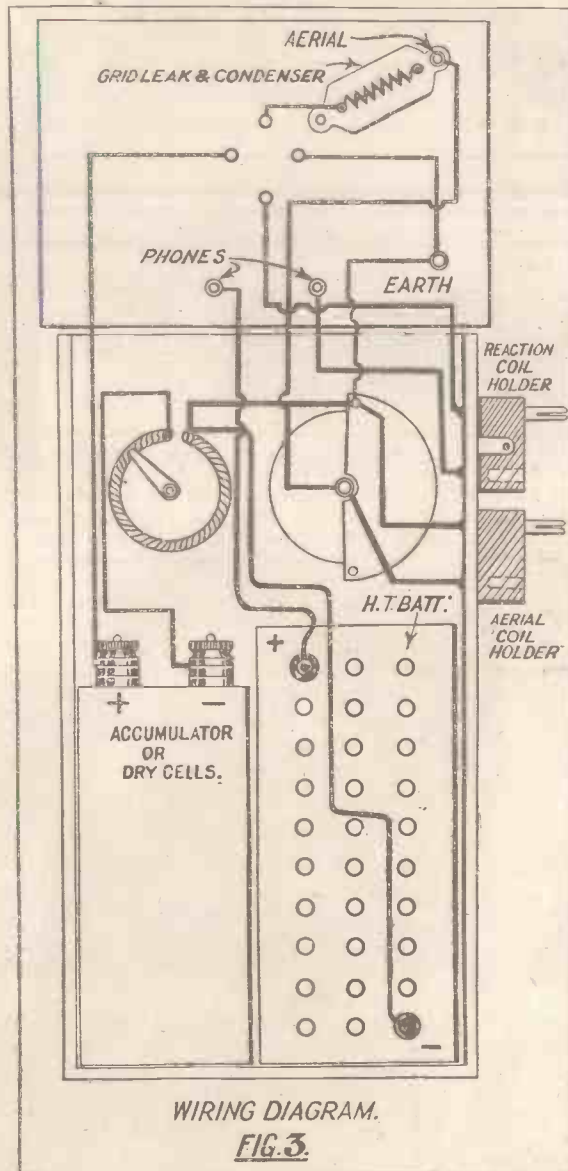 AERIAL
GRID LEAK & CONDENSER
PHONES
EARTH
REACTION
COIL
HOLDER
H.T. BATT:
+
AERIAL
COIL
HOLDER
+ -
ACCUMULATOR
OR
DRY CELLS.
-
WIRING DIAGRAM.
FIG.3.